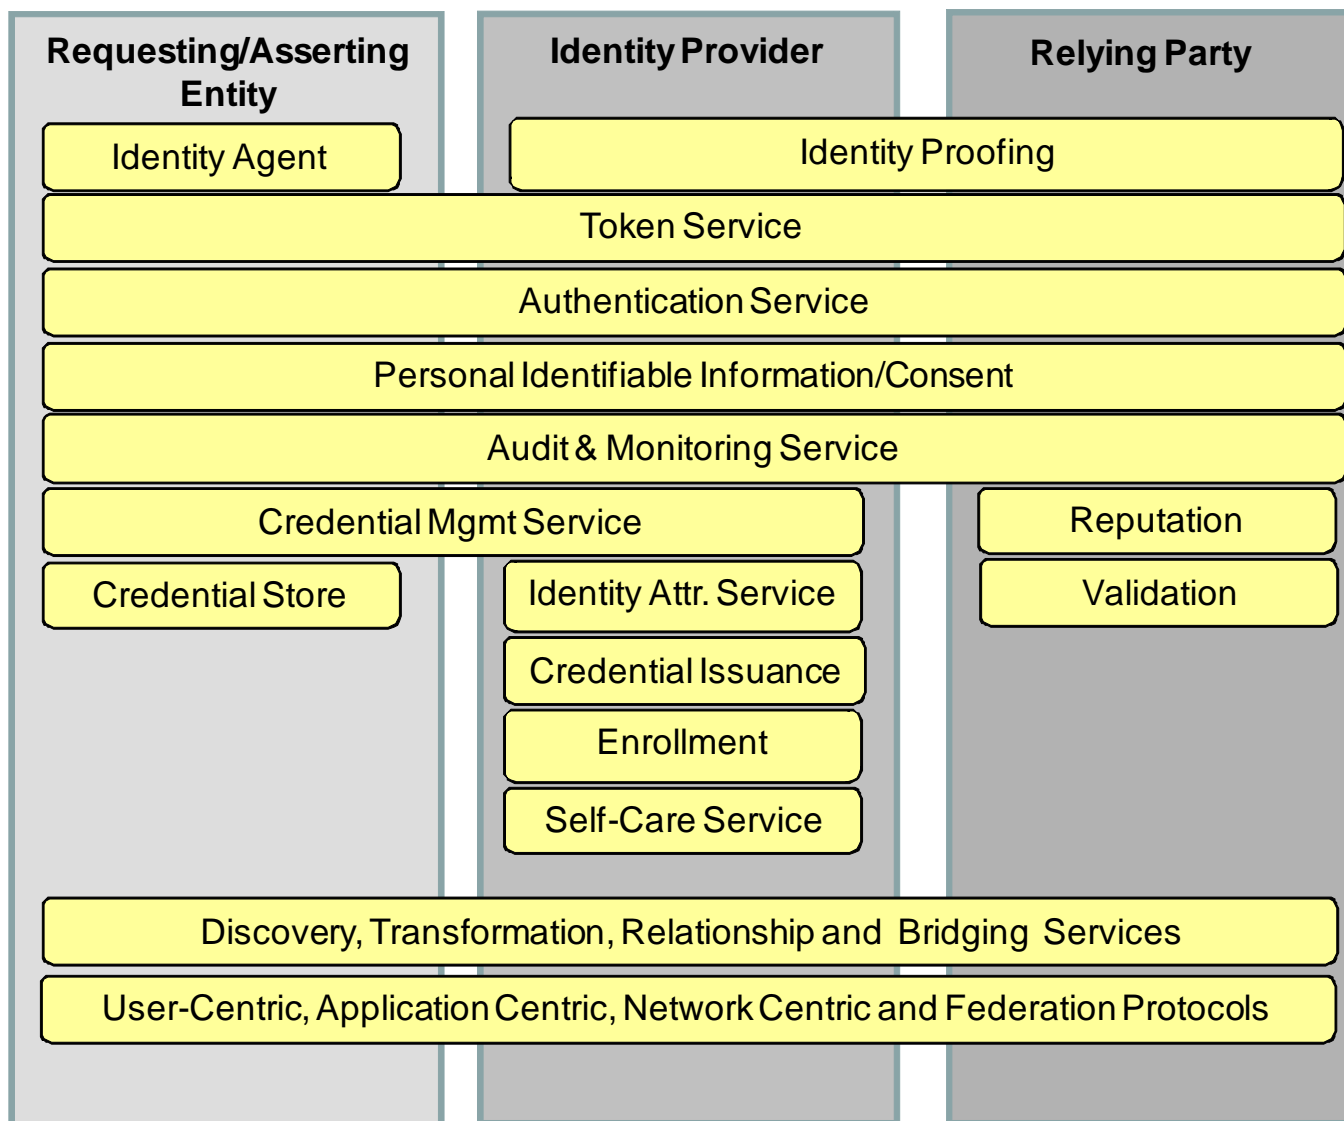 Requesting/Asserting
Entity
Identity Provider
Relying Party
Identity Agent
Identity Proofing
Token Service
Authentication Service
Personal Identifiable Information/Consent
Audit & Monitoring Service
Credential Mgmt Service
Reputation
Credential Store
Identity Attr. Service
Validation
Credential Issuance
Enrollment
Self-Care Service
Discovery, Transformation, Relationship and Bridging Services
User-Centric, Application Centric, Network Centric and Federation Protocols